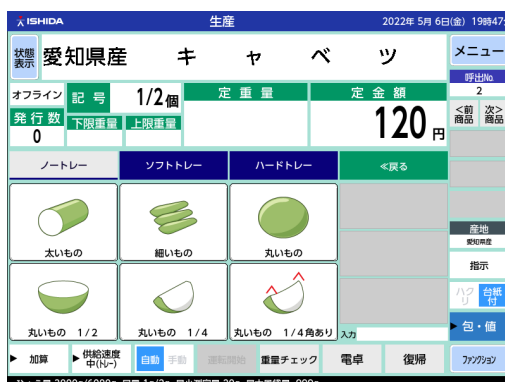 ISHIDA
生産
2022年 5月 6日(金) 19時47
状態
表示
愛知県産 キャベツ
メニュー
呼出No.
2
オフライン
記 号
1/2個
定 重 量
定 金 額
120 円
<前
商品
次>
商品
発 行 数
0
下限重量
上限重量
ノートレー
ソフトトレー
ハードトレー
≪戻る
太いもの
細いもの
丸いもの
産地
愛知県産
指示
ハク
リ
台紙
付
丸いもの 1/2
丸いもの 1/4
丸いもの 1/4角あり
入力
包・値
加算
供給速度
中(トレー)
自動
手動
運転開始
重量チェック
電卓
復帰
ファンクション